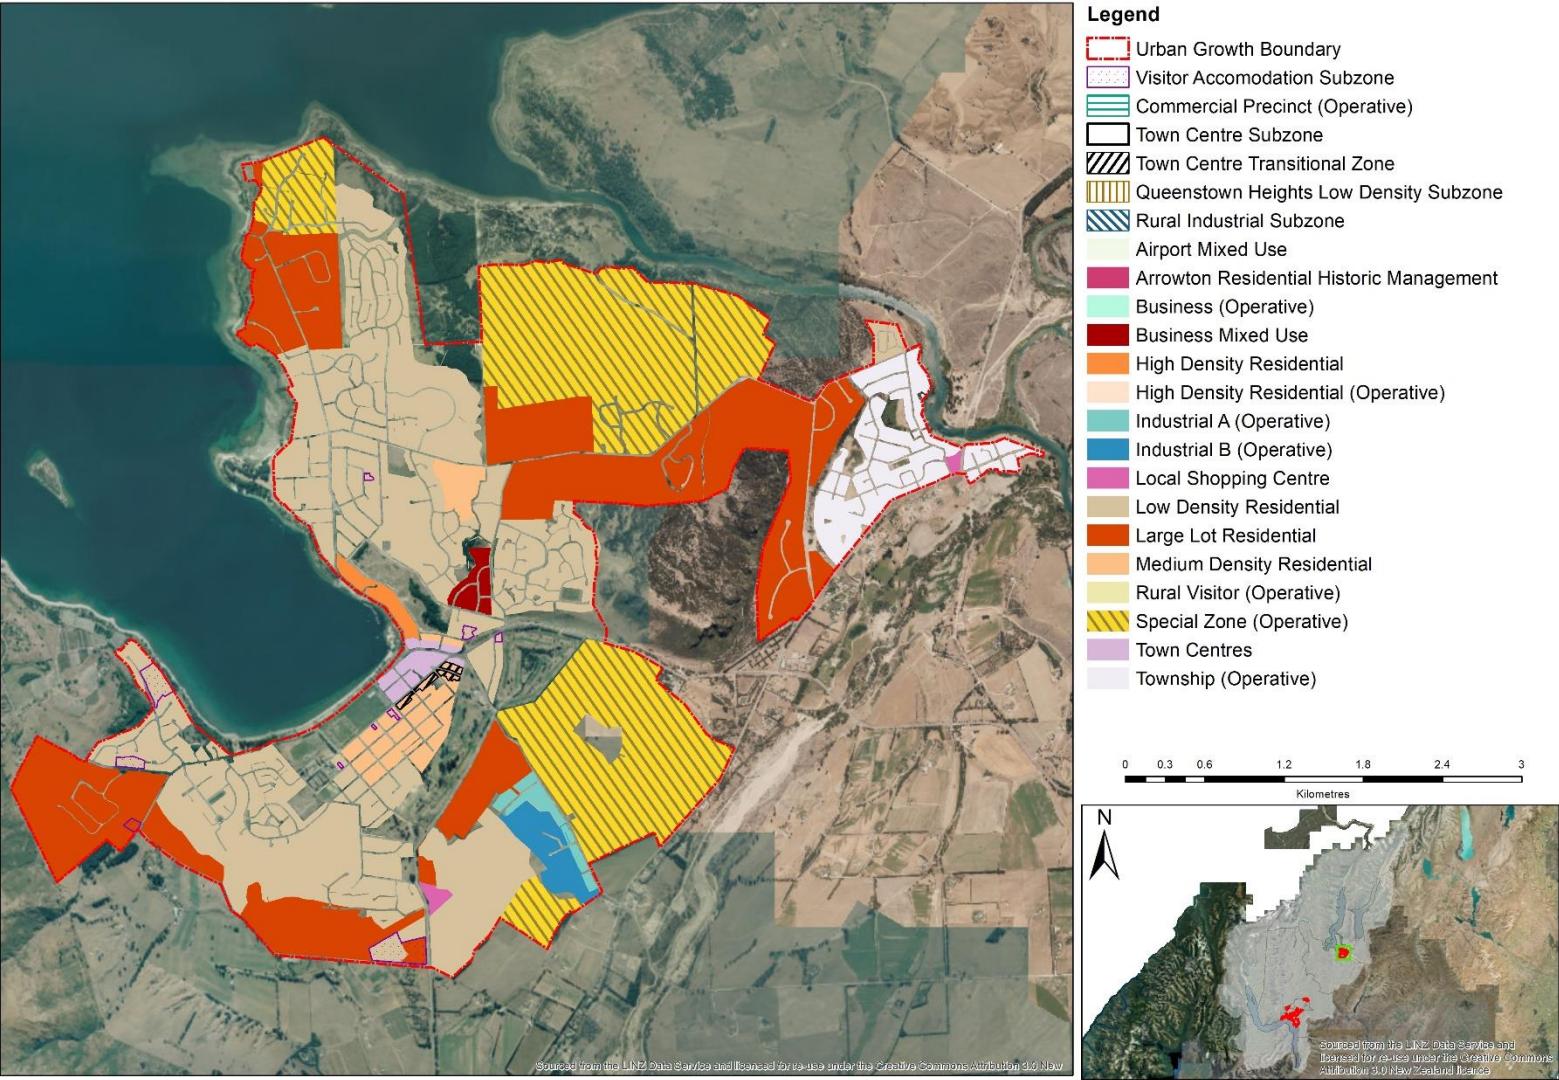 Legend
Urban Growth Boundary
Visitor Accomodation Subzone
Commercial Precinct (Operative)
Town Centre Subzone
Town Centre Transitional Zone
Queenstown Heights Low Density Subzone
Rural Industrial Subzone
Airport Mixed Use
Arrowton Residential Historic Management
Business (Operative)
Business Mixed Use
High Density Residential
High Density Residential (Operative)
Industrial A (Operative)
Industrial B (Operative)
Local Shopping Centre
Low Density Residential
Large Lot Residential
Medium Density Residential
Rural Visitor (Operative)
Special Zone (Operative)
Town Centres
Township (Operative)
0 0.3 0.6 1.2 1.8 2.4 3
Kilometres
N
Sourced from the LINZ Data Service and licensed for re-use under the Creative Commons Attribution 3.0 New
Sourced from the LINZ Data Service and
licensed for re-use under the Creative Commons
Attribution 3.0 New Zealand licence